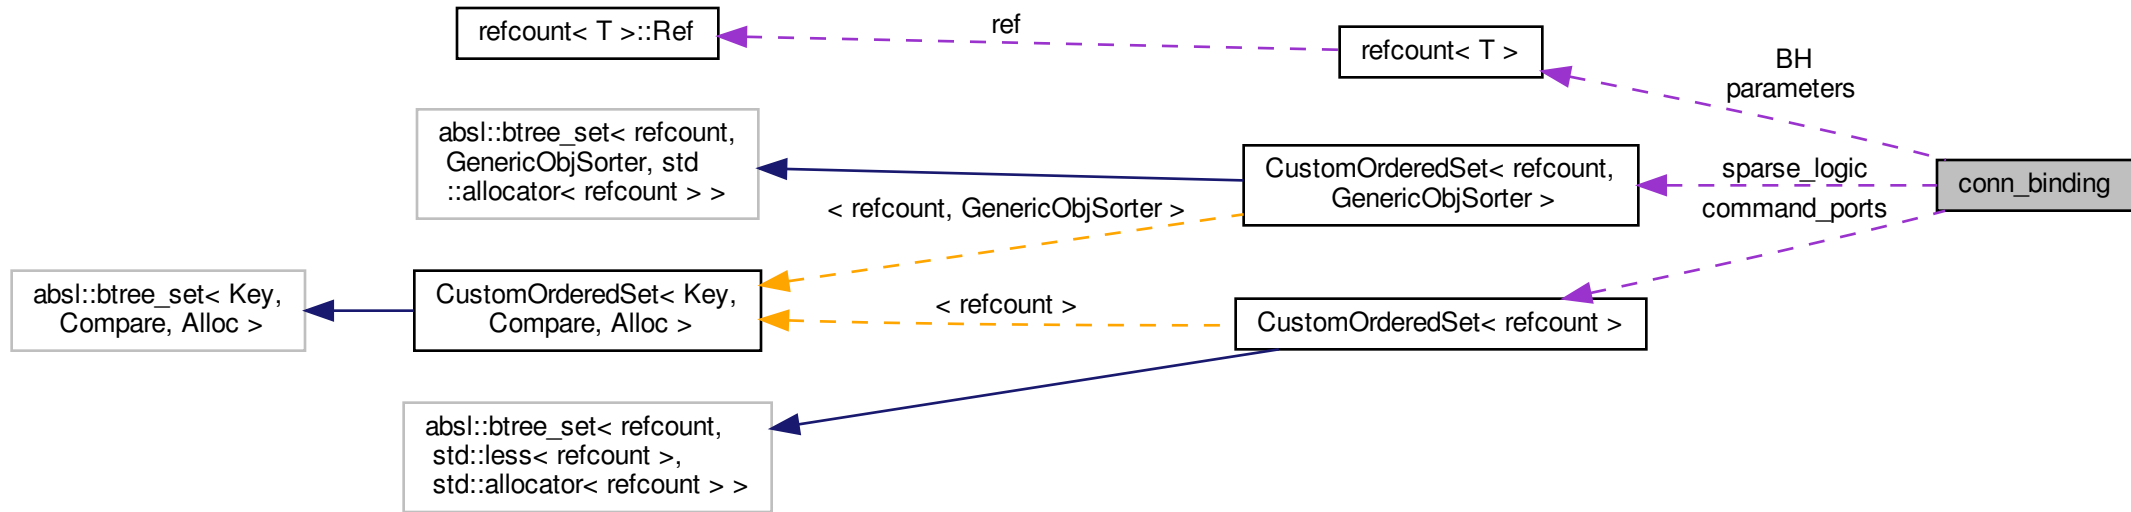 refcount< T >::Ref
ref
refcount< T >
BH
parameters
absl::btree_set< refcount,
GenericObjSorter, std
::allocator< refcount > >
CustomOrderedSet< refcount,
GenericObjSorter >
sparse_logic
conn_binding
< refcount, GenericObjSorter >
command_ports
absl::btree_set< Key,
Compare, Alloc >
CustomOrderedSet< Key,
Compare, Alloc >
< refcount >
CustomOrderedSet< refcount >
absl::btree_set< refcount,
std::less< refcount >,
std::allocator< refcount > >